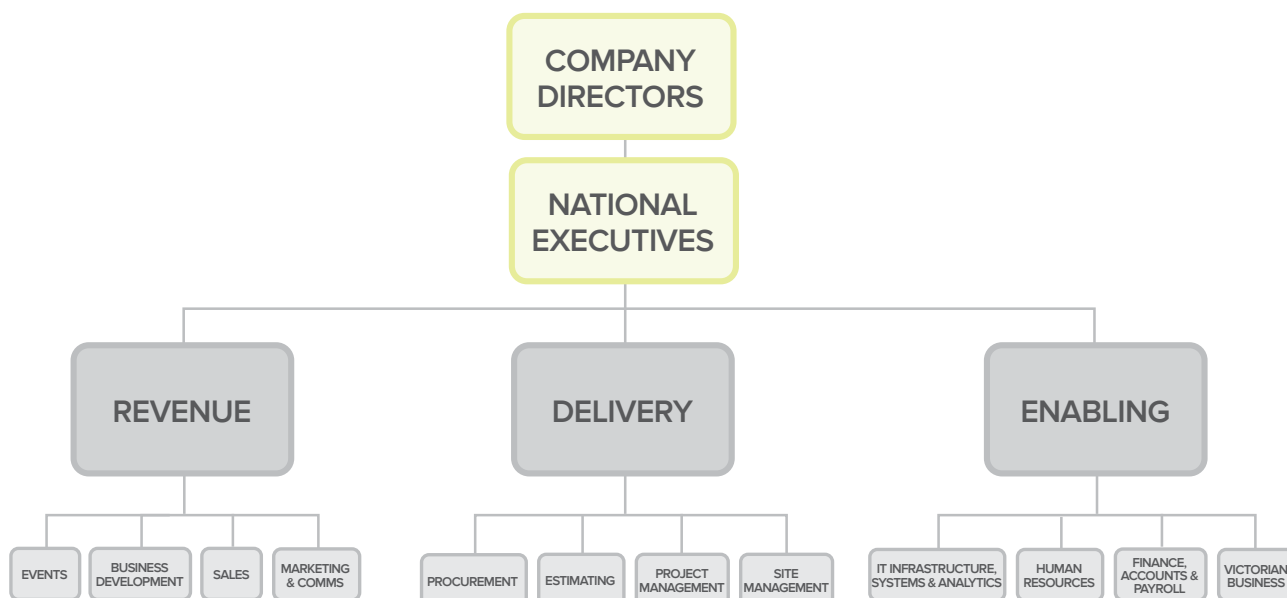 COMPANY
DIRECTORS
NATIONAL
EXECUTIVES
REVENUE
DELIVERY
ENABLING
EVENTS
BUSINESS
DEVELOPMENT
SALES
MARKETING
& COMMS
PROCUREMENT
ESTIMATING
PROJECT
MANAGEMENT
SITE
MANAGEMENT
IT INFRASTRUCTURE,
SYSTEMS & ANALYTICS
HUMAN
RESOURCES
FINANCE,
ACCOUNTS &
PAYROLL
VICTORIAN
BUSINESS